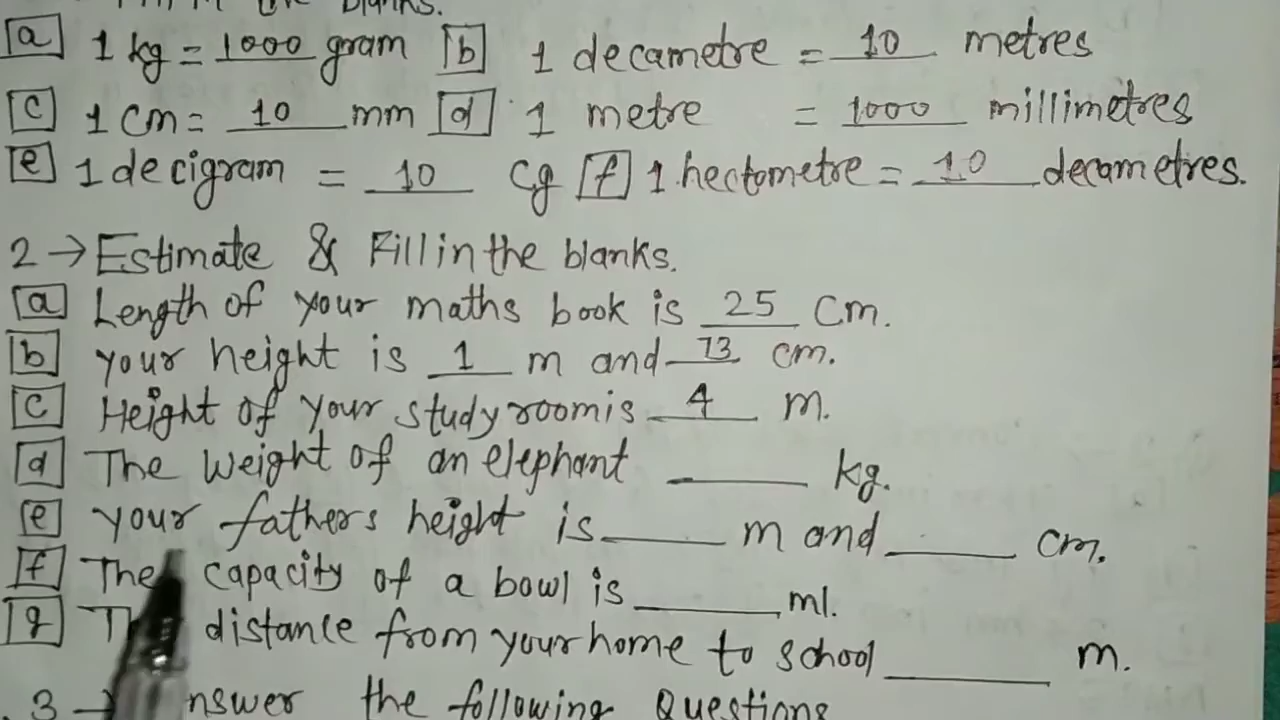 the blanks.
a 1 kg = 1000 gram b 1 decametre = 10 metres
c 1 cm = 10 mm d 1 metre = 1000 millimetres
e 1 decigram = 10 cg f 1 hectometre = 10 decametres.
2 → Estimate & Fill in the blanks.
a Length of your maths book is 25 cm.
b your height is 1 m and 73 cm.
c Height of your study room is 4 m.
d The weight of an elephant ____ kg.
e your fathers height is ____ m and ____ cm.
f The capacity of a bowl is ____ ml.
g distance from your home to school ____ m.
3 → the following Questions